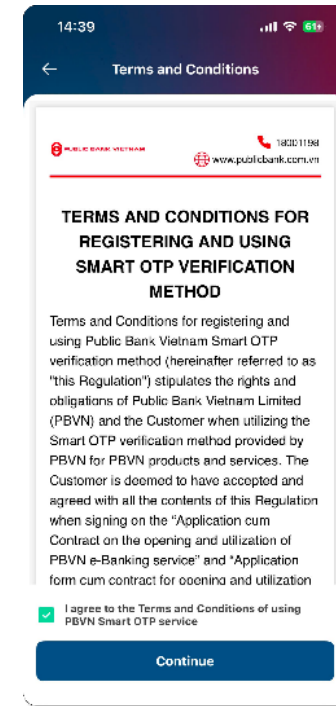 14:39
61
Terms and Conditions
PUBLIC BANK VIETNAM
18001198
www.publicbank.com.vn
TERMS AND CONDITIONS FOR
REGISTERING AND USING
SMART OTP VERIFICATION
METHOD
Terms and Conditions for registering and
using Public Bank Vietnam Smart OTP
verification method (hereinafter referred to as
"this Regulation") stipulates the rights and
obligations of Public Bank Vietnam Limited
(PBVN) and the Customer when utilizing the
Smart OTP verification method provided by
PBVN for PBVN products and services. The
Customer is deemed to have accepted and
agreed with all the contents of this Regulation
when signing on the “Application cum
Contract on the opening and utilization of
PBVN e-Banking service” and “Application
form cum contract for opening and utilization
I agree to the Terms and Conditions of using
PBVN Smart OTP service
Continue